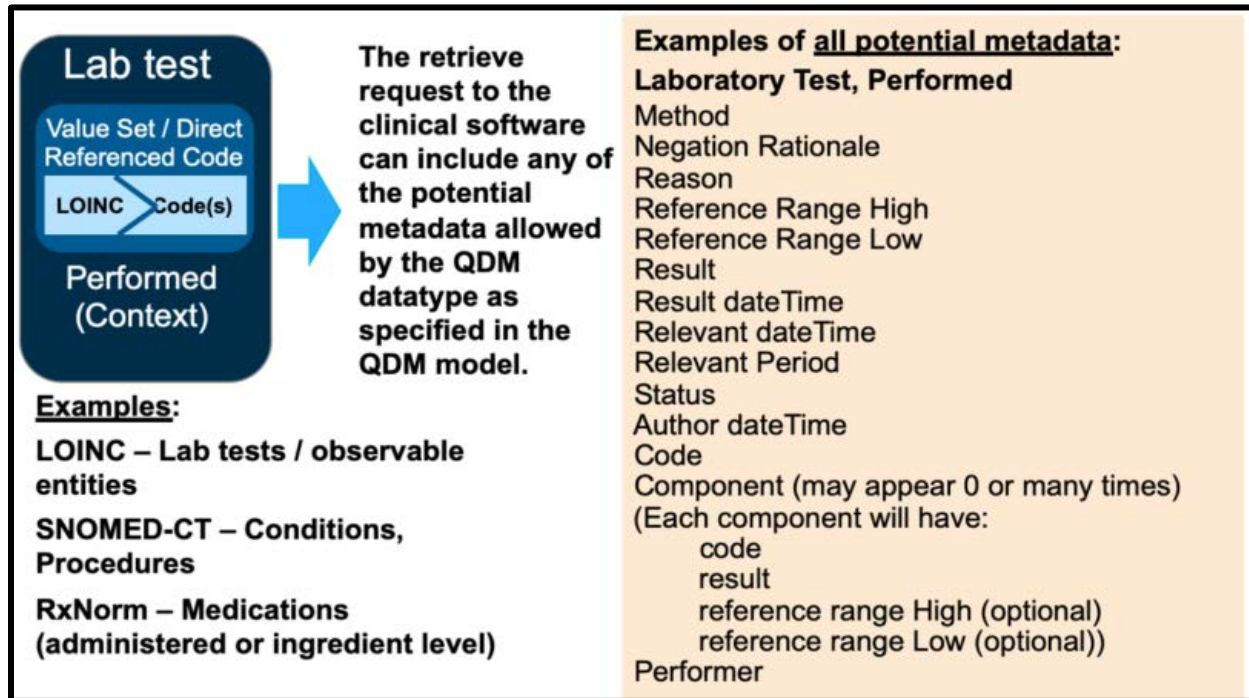 Lab test
Value Set / Direct
Referenced Code
LOINC
Code(s)
Performed
(Context)
The retrieve
request to the
clinical software
can include any of
the potential
metadata allowed
by the QDM
datatype as
specified in the
QDM model.
Examples:
LOINC – Lab tests / observable
entities
SNOMED-CT – Conditions,
Procedures
RxNorm – Medications
(administered or ingredient level)
Examples of all potential metadata:
Laboratory Test, Performed
Method
Negation Rationale
Reason
Reference Range High
Reference Range Low
Result
Result dateTime
Relevant dateTime
Relevant Period
Status
Author dateTime
Code
Component (may appear 0 or many times)
(Each component will have:
code
result
reference range High (optional)
reference range Low (optional))
Performer